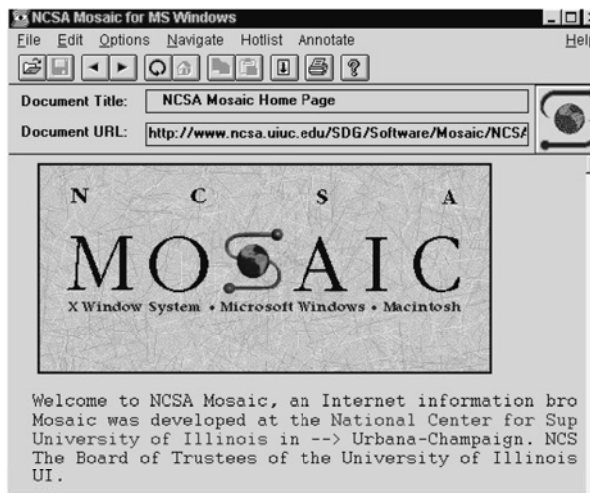 NCSA Mosaic for MS Windows
File Edit Options Navigate Hotlist Annotate Help
Document Title: NCSA Mosaic Home Page
Document URL: http://www.ncsa.uiuc.edu/SDG/Software/Mosaic/NCSA
N C S A
MOSAIC
X Window System • Microsoft Windows • Macintosh
Welcome to NCSA Mosaic, an Internet information bro
Mosaic was developed at the National Center for Sup
University of Illinois in --> Urbana-Champaign. NCS
The Board of Trustees of the University of Illinois
UI.